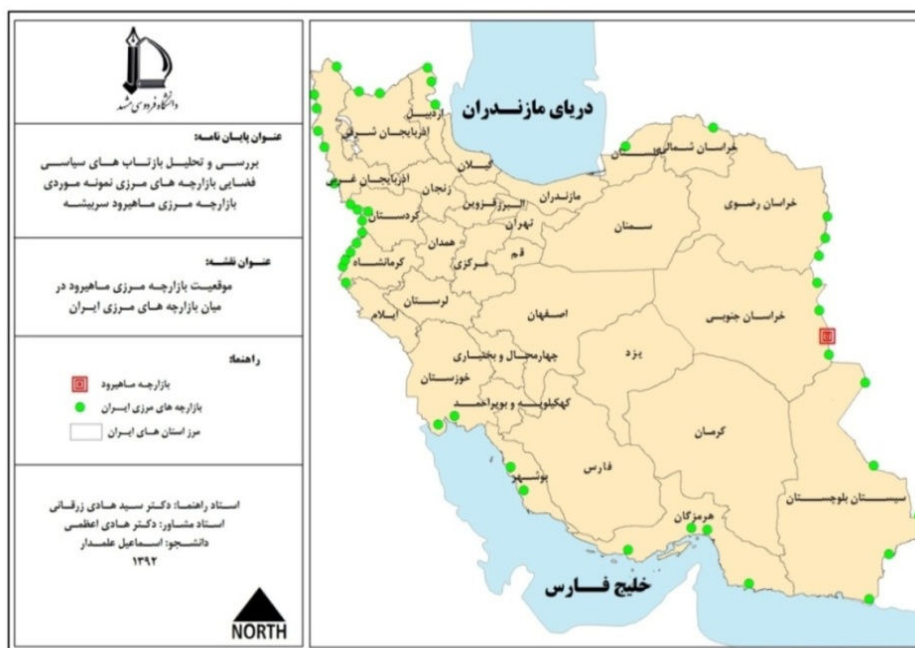 دانشگاه فردوسی مشهد
عنوان پایان نامه:
بررسی و تحلیل بازتاب های سیاسی
فضایی بازارچه های مرزی نمونه موردی
بازارچه مرزی ماهیرود سربیشه
عنوان نقشه:
موقعیت بازارچه مرزی ماهیرود در
میان بازارچه های مرزی ایران
راهنما:
بازارچه ماهیرود
بازارچه های مرزی ایران
مرز استان های ایران
استاد راهنما: دکتر سید هادی زرقانی
استاد مشاور: دکتر هادی اعظمی
دانشجو: اسماعیل علمدار
۱۳۹۲
NORTH
دریای مازندران
اردبیل
آذربایجان شرقی
آذربایجان غربی
گیلان
زنجان
کردستان
البرز
قزوین
مازندران
تهران
خراسان شمالی
خراسان رضوی
سمنان
همدان
قم
مرکزی
کرمانشاه
لرستان
ایلام
اصفهان
خراسان جنوبی
یزد
چهارمحال و بختیاری
خوزستان
کهکیلویه و بویراحمد
کرمان
فارس
بوشهر
هرمزگان
سیستان بلوچستان
خلیج فارس